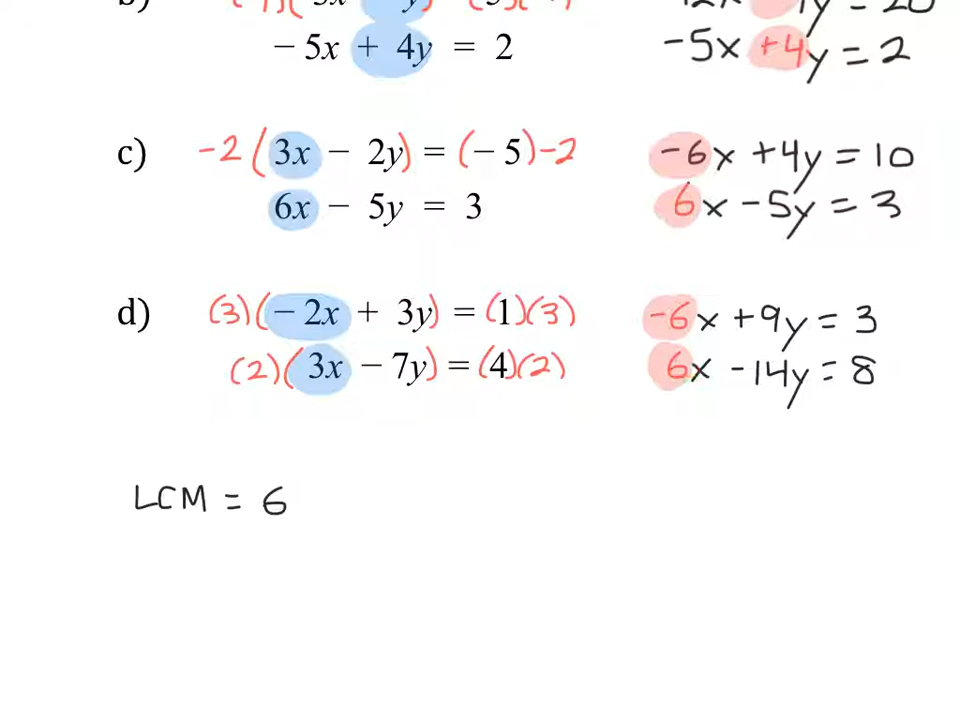 − 5x + 4y = 2 -5x +4y = 2
c) -2(3x − 2y) = (− 5)-2 -6x +4y = 10
6x − 5y = 3 6x -5y = 3
d) (3)(− 2x + 3y) = (1)(3) -6x +9y = 3
(2)(3x − 7y) = (4)(2) 6x -14y = 8
LCM = 6